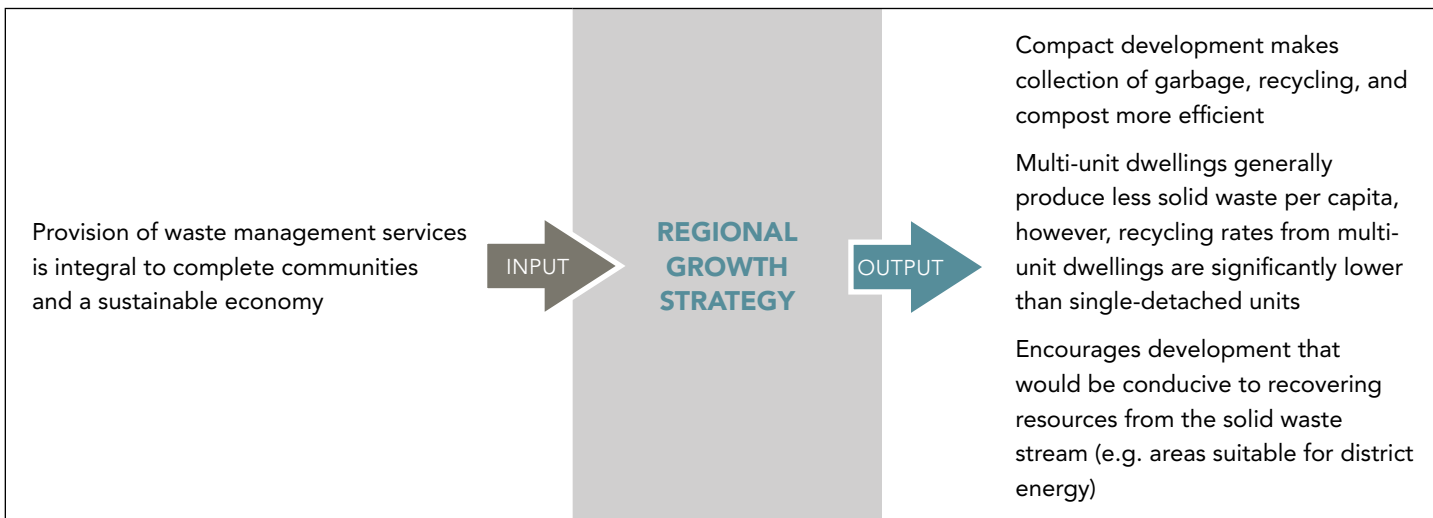 Provision of waste management services
is integral to complete communities
and a sustainable economy
INPUT
REGIONAL
GROWTH
STRATEGY
OUTPUT
Compact development makes
collection of garbage, recycling, and
compost more efficient
Multi-unit dwellings generally
produce less solid waste per capita,
however, recycling rates from multi-
unit dwellings are significantly lower
than single-detached units
Encourages development that
would be conducive to recovering
resources from the solid waste
stream (e.g. areas suitable for district
energy)